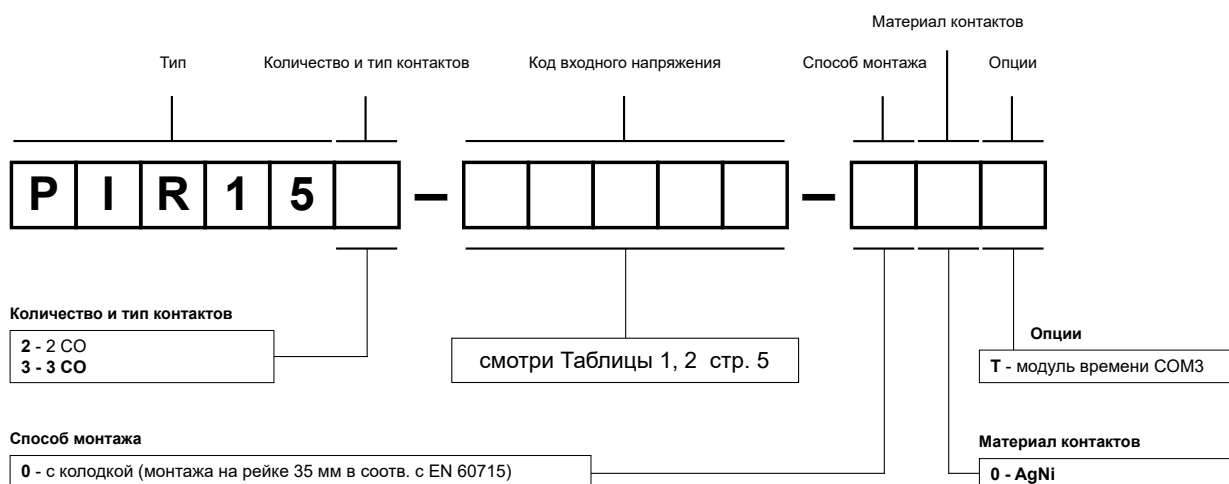 Материал контактов
Тип
Количество и тип контактов
Код входного напряжения
Способ монтажа
Опции
PIR15 – –
Количество и тип контактов
2 - 2 CO
3 - 3 CO
смотри Таблицы 1, 2 стр. 5
Опции
T - модуль времени COM3
Способ монтажа
0 - с колодкой (монтажа на рейке 35 мм в соотв. с EN 60715)
Материал контактов
0 - AgNi